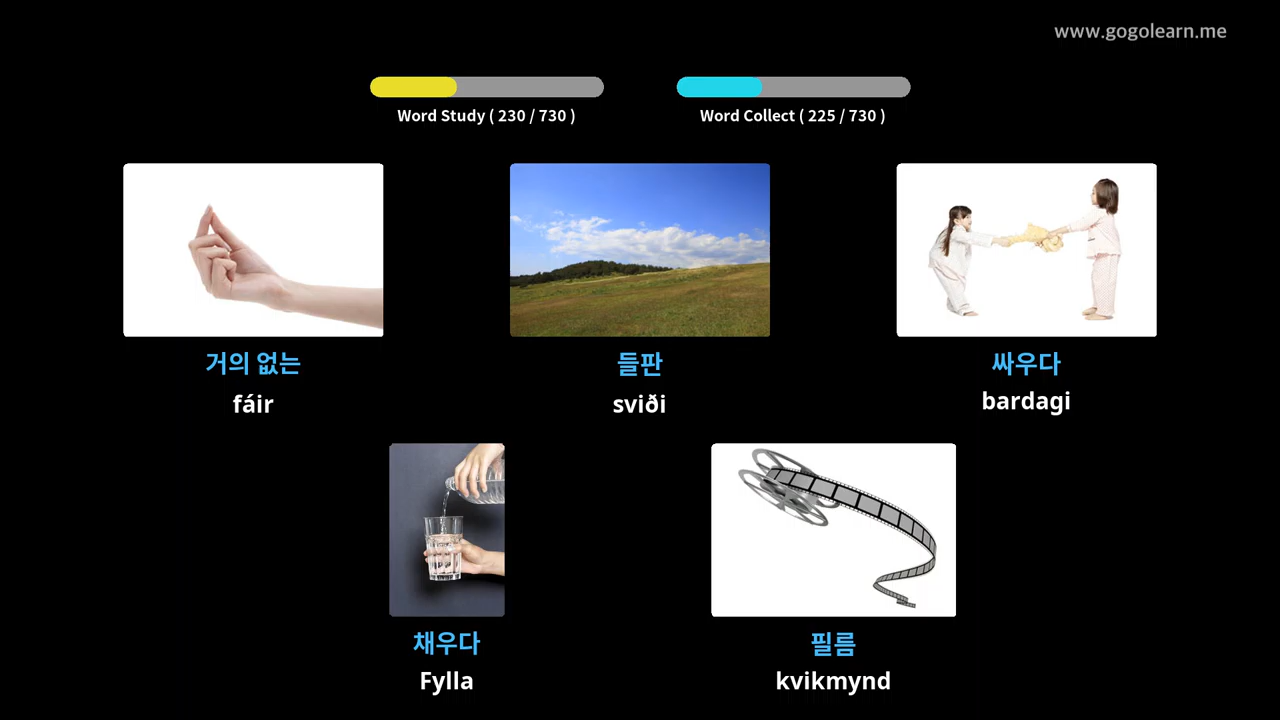 www.gogolearn.me
Word Study ( 230 / 730 )
Word Collect ( 225 / 730 )
거의 없는
fáir
들판
sviði
싸우다
bardagi
채우다
Fylla
필름
kvikmynd